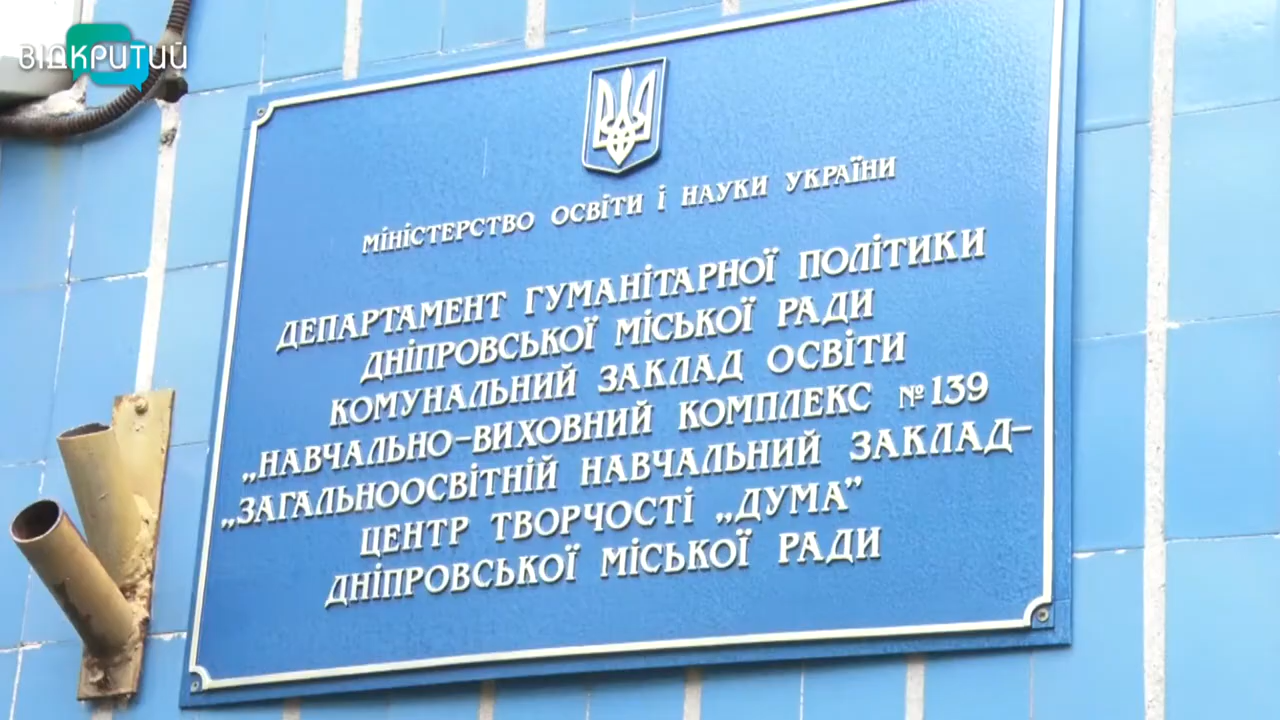 ВІДКРИТИЙ
МІНІСТЕРСТВО ОСВІТИ І НАУКИ УКРАЇНИ
ДЕПАРТАМЕНТ ГУМАНІТАРНОЇ ПОЛІТИКИ
ДНІПРОВСЬКОЇ МІСЬКОЇ РАДИ
КОМУНАЛЬНИЙ ЗАКЛАД ОСВІТИ
„НАВЧАЛЬНО-ВИХОВНИЙ КОМПЛЕКС №139
„ЗАГАЛЬНООСВІТНІЙ НАВЧАЛЬНИЙ ЗАКЛАД-
ЦЕНТР ТВОРЧОСТІ „ДУМА”
ДНІПРОВСЬКОЇ МІСЬКОЇ РАДИ